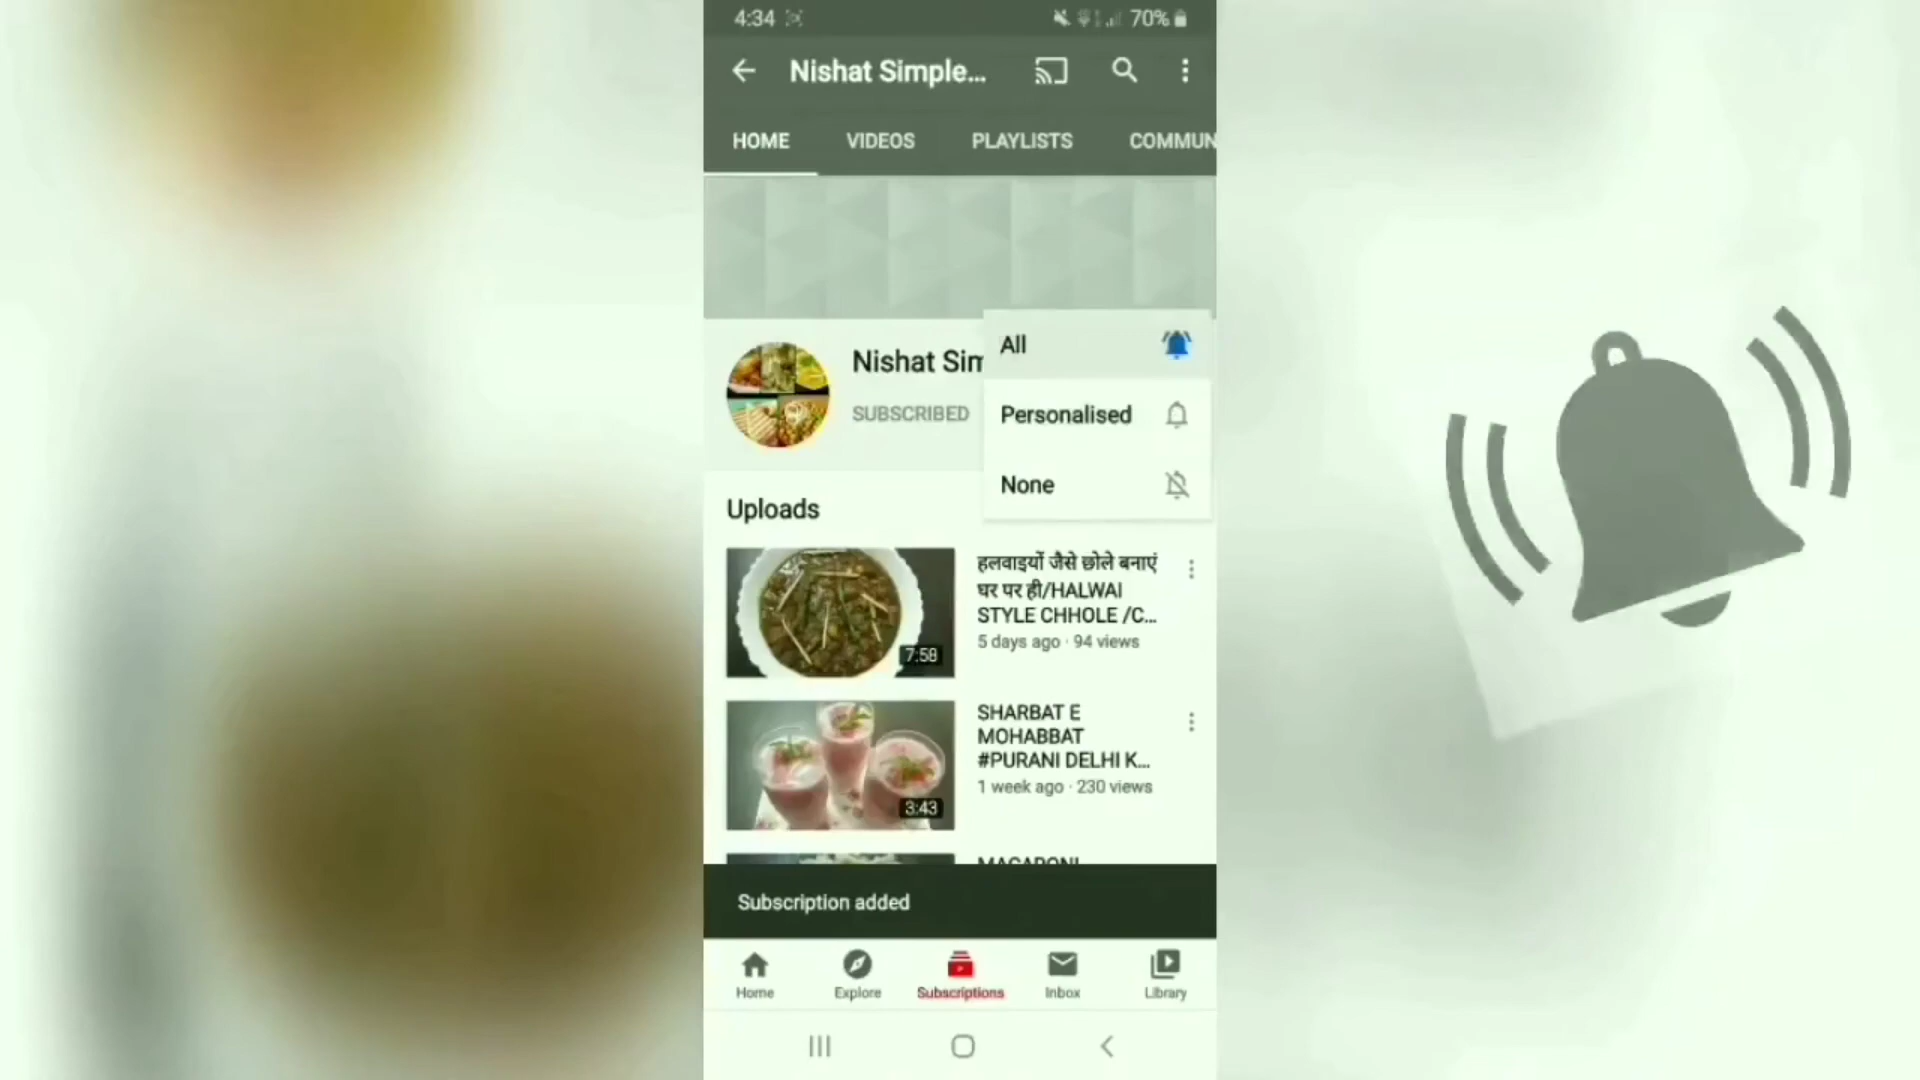 4:34
70%
Nishat Simple...
HOME VIDEOS PLAYLISTS COMMUN
Nishat Sim
SUBSCRIBED
All
Personalised
None
Uploads
हलवाइयों जैसे छोले बनाएं
घर पर ही/HALWAI
STYLE CHHOLE /C...
5 days ago · 94 views
7:58
SHARBAT E
MOHABBAT
#PURANI DELHI K...
1 week ago · 230 views
3:43
MACARONI
Subscription added
Home Explore Subscriptions Inbox Library